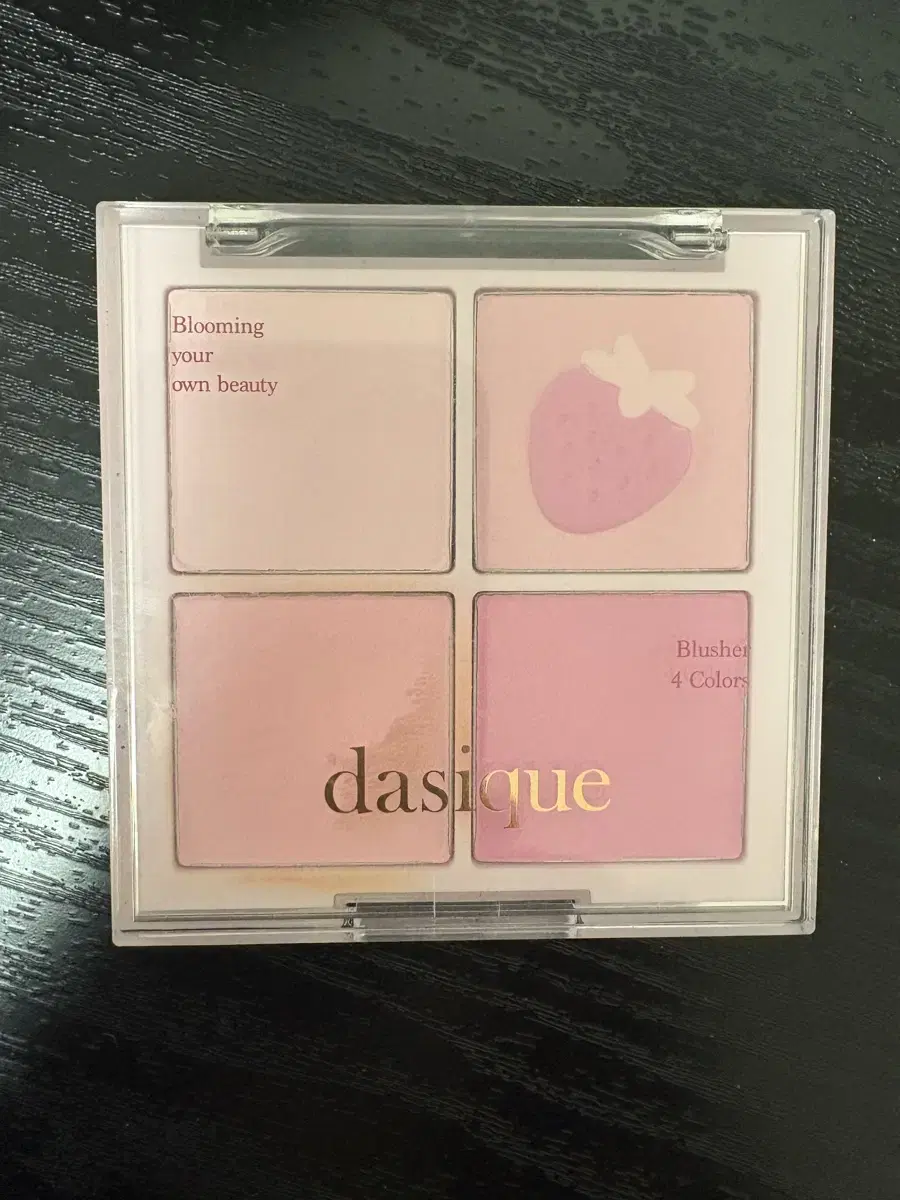 Blooming
your
own beauty
Blusher
4 Colors
dasique